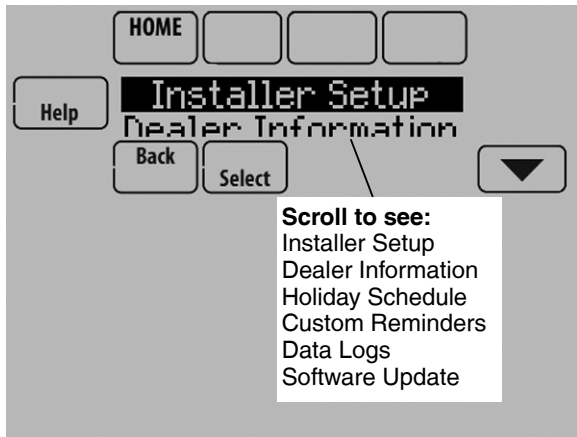 HOME
Help
Installer Setup
Dealer Information
Back
Select
Scroll to see:
Installer Setup
Dealer Information
Holiday Schedule
Custom Reminders
Data Logs
Software Update